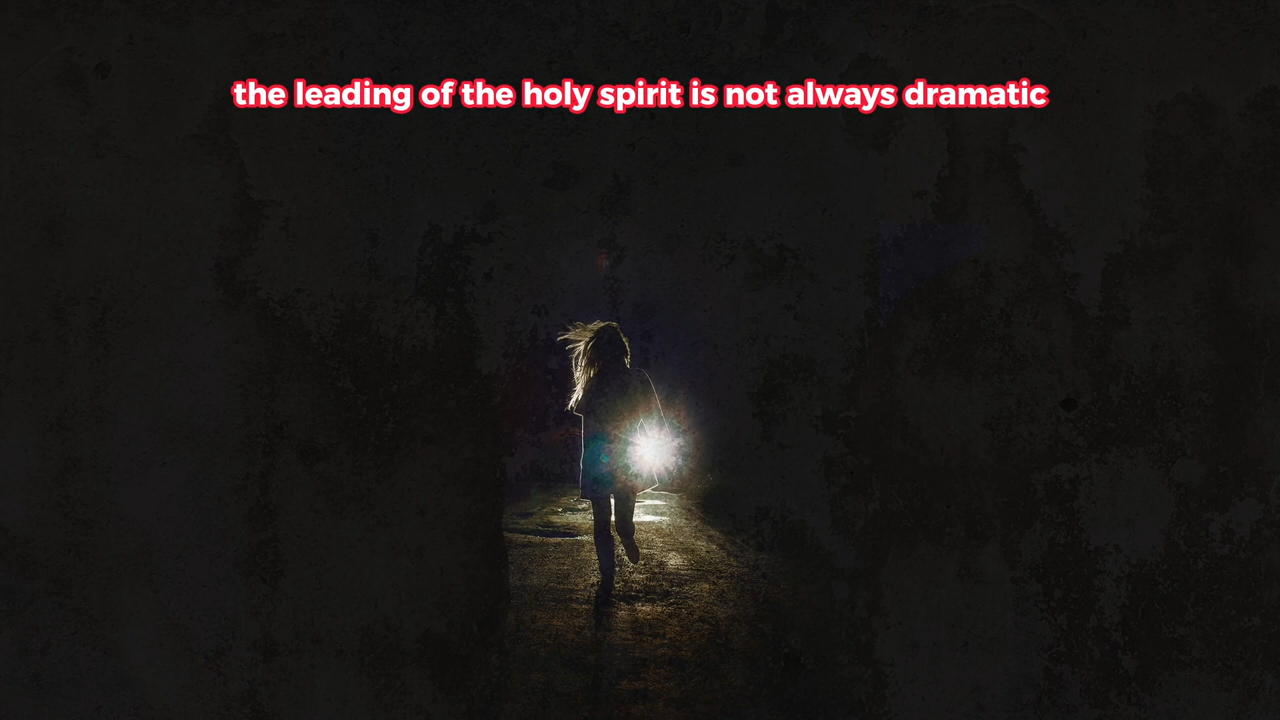 the leading of the holy spirit is not always dramatic